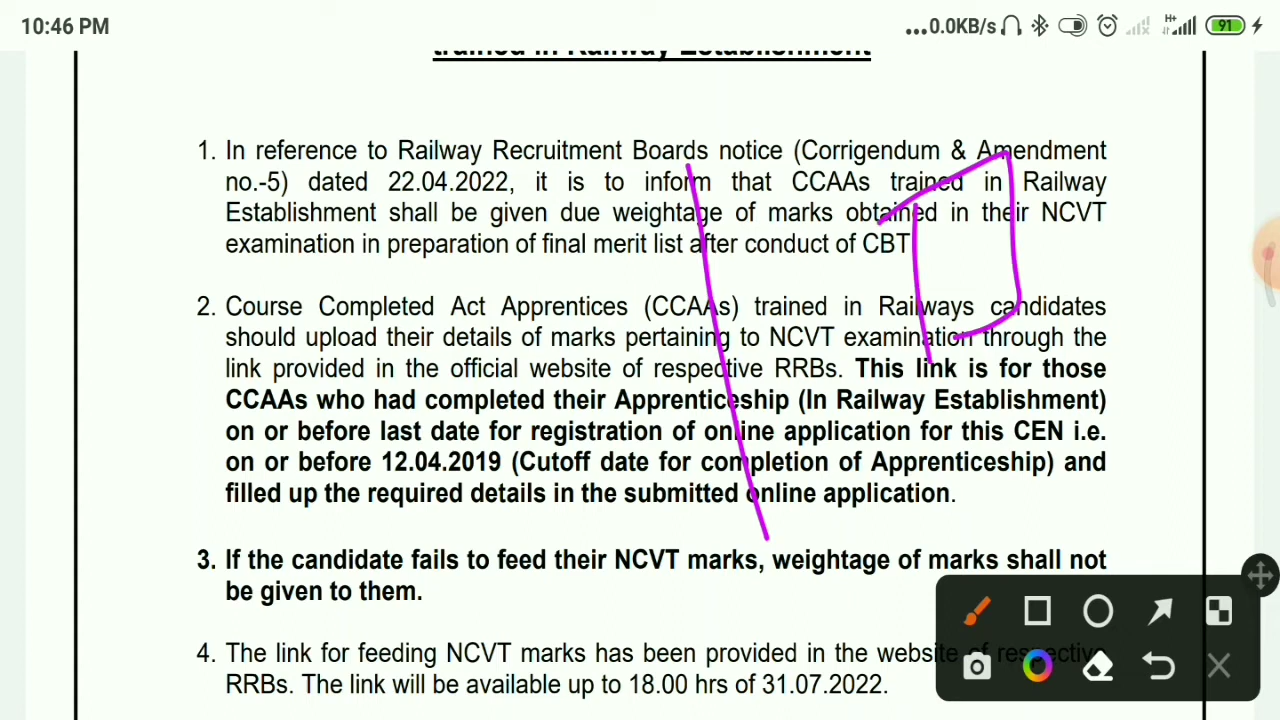 10:46 PM
...0.0KB/s
H+
91
trained in Railway Establishment
1. In reference to Railway Recruitment Boards notice (Corrigendum & Amendment
no.-5) dated 22.04.2022, it is to inform that CCAAs trained in Railway
Establishment shall be given due weightage of marks obtained in their NCVT
examination in preparation of final merit list after conduct of CBT
2. Course Completed Act Apprentices (CCAAs) trained in Railways candidates
should upload their details of marks pertaining to NCVT examination through the
link provided in the official website of respective RRBs. This link is for those
CCAAs who had completed their Apprenticeship (In Railway Establishment)
on or before last date for registration of online application for this CEN i.e.
on or before 12.04.2019 (Cutoff date for completion of Apprenticeship) and
filled up the required details in the submitted online application.
3. If the candidate fails to feed their NCVT marks, weightage of marks shall not
be given to them.
4. The link for feeding NCVT marks has been provided in the website of respective
RRBs. The link will be available up to 18.00 hrs of 31.07.2022.